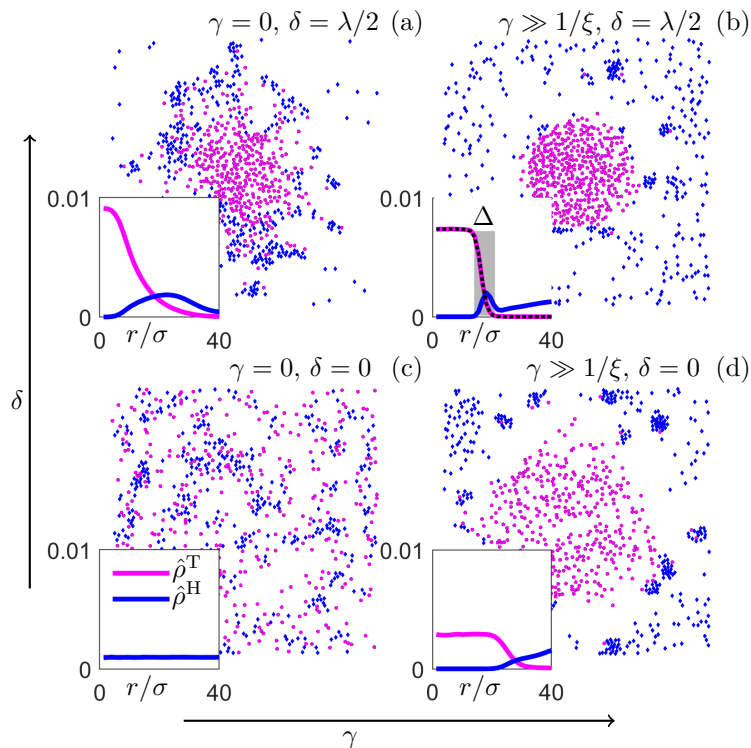 γ = 0, δ = λ/2 (a)
γ ≫ 1/ξ, δ = λ/2 (b)
0.01
0
0
r/σ
40
0.01
Δ
0
0
r/σ
40
δ
γ = 0, δ = 0 (c)
γ ≫ 1/ξ, δ = 0 (d)
0.01
ρ̂ᵀ
ρ̂ᴴ
0
0
r/σ
40
0.01
0
0
r/σ
40
γ